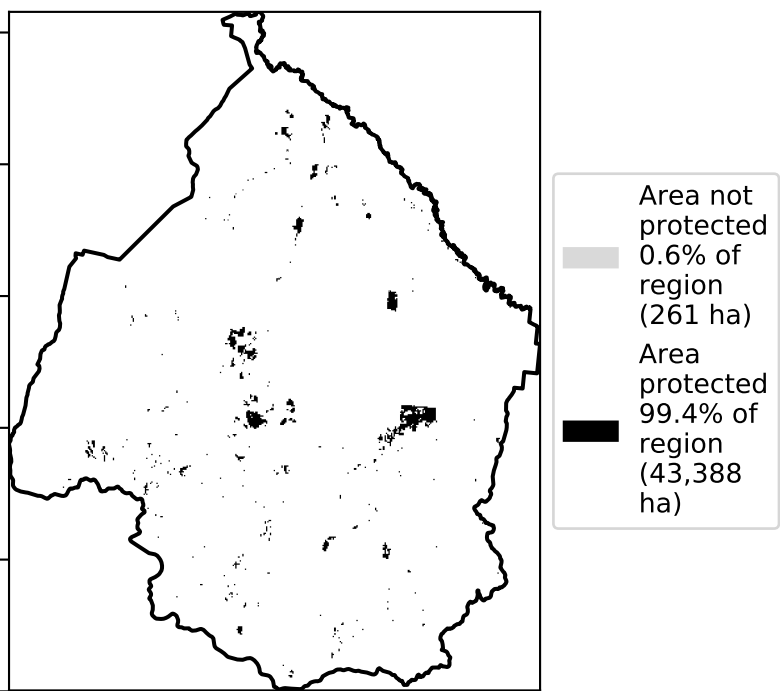 Area not
protected
0.6% of
region
(261 ha)
Area
protected
99.4% of
region
(43,388
ha)